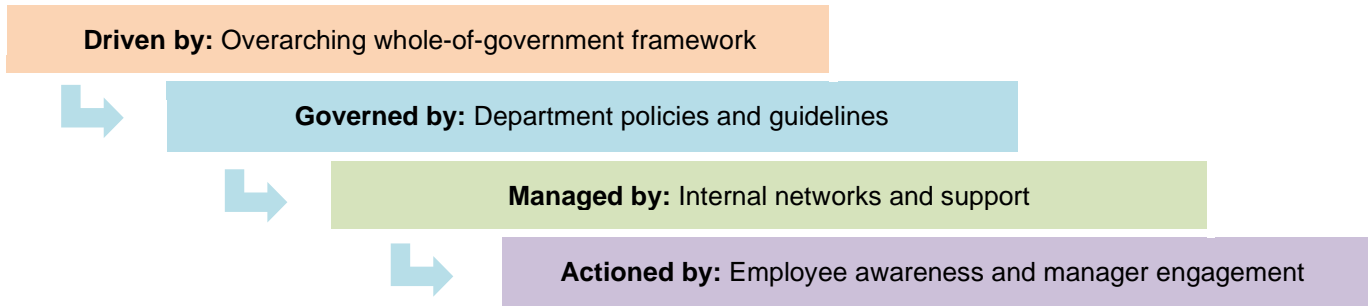 Driven by: Overarching whole-of-government framework
Governed by: Department policies and guidelines
Managed by: Internal networks and support
Actioned by: Employee awareness and manager engagement